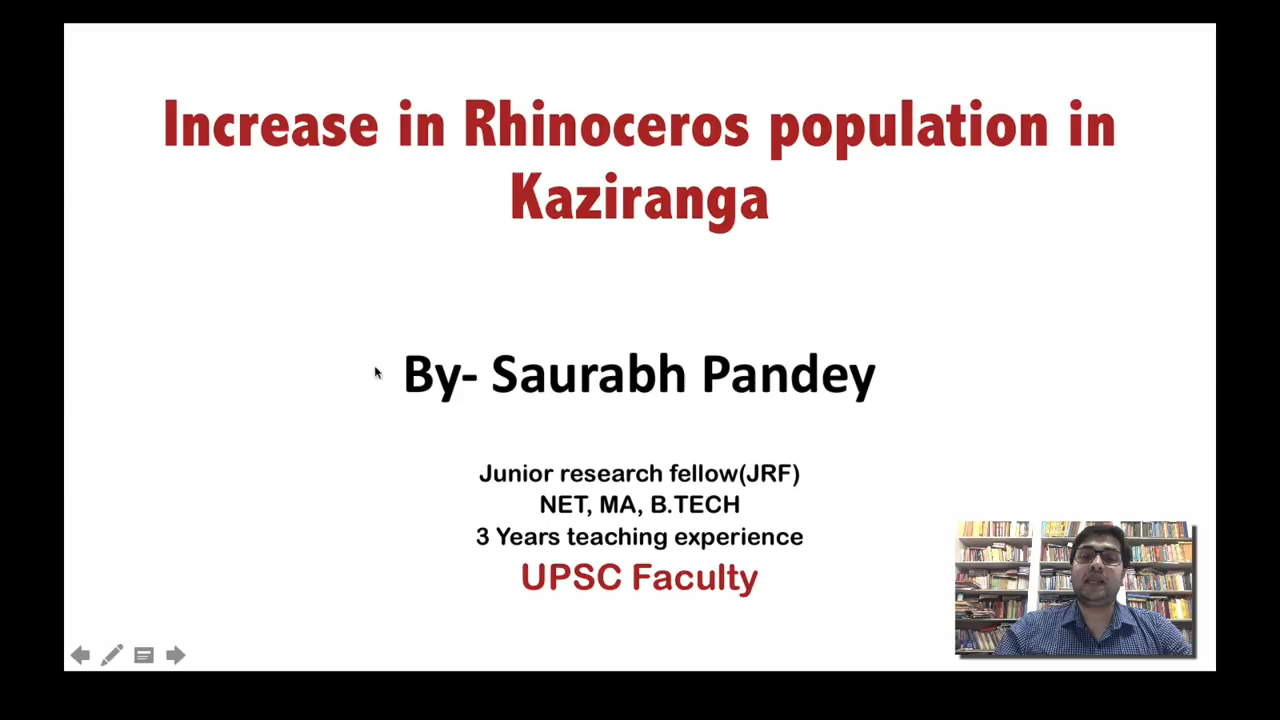 Increase in Rhinoceros population in
Kaziranga
By- Saurabh Pandey
Junior research fellow(JRF)
NET, MA, B.TECH
3 Years teaching experience
UPSC Faculty